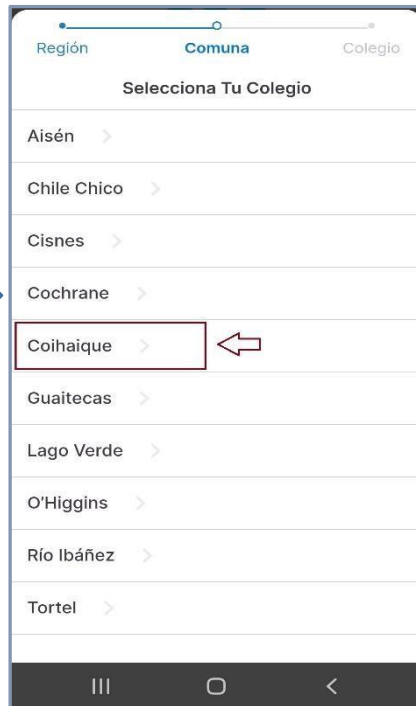 Región Comuna Colegio
Selecciona Tu Colegio
Aisén
Chile Chico
Cisnes
Cochrane
Coihaique
Guaitecas
Lago Verde
O'Higgins
Río Ibáñez
Tortel